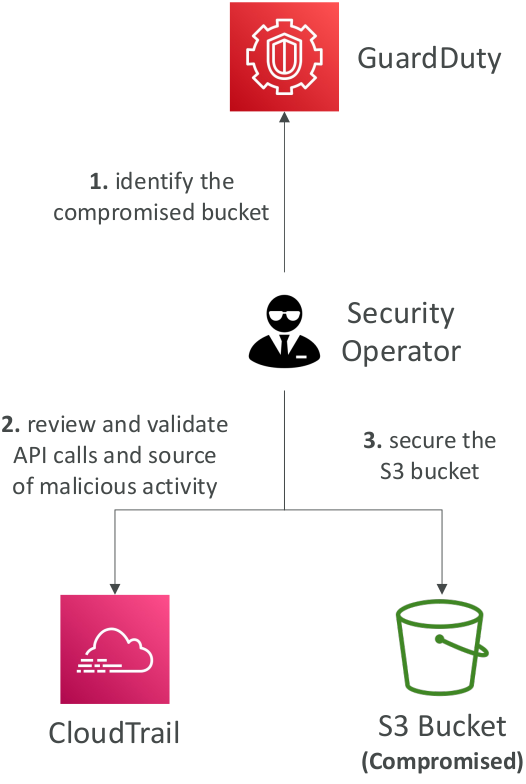 GuardDuty
1. identify the
compromised bucket
Security
Operator
2. review and validate
API calls and source
of malicious activity
3. secure the
S3 bucket
CloudTrail
S3 Bucket
(Compromised)